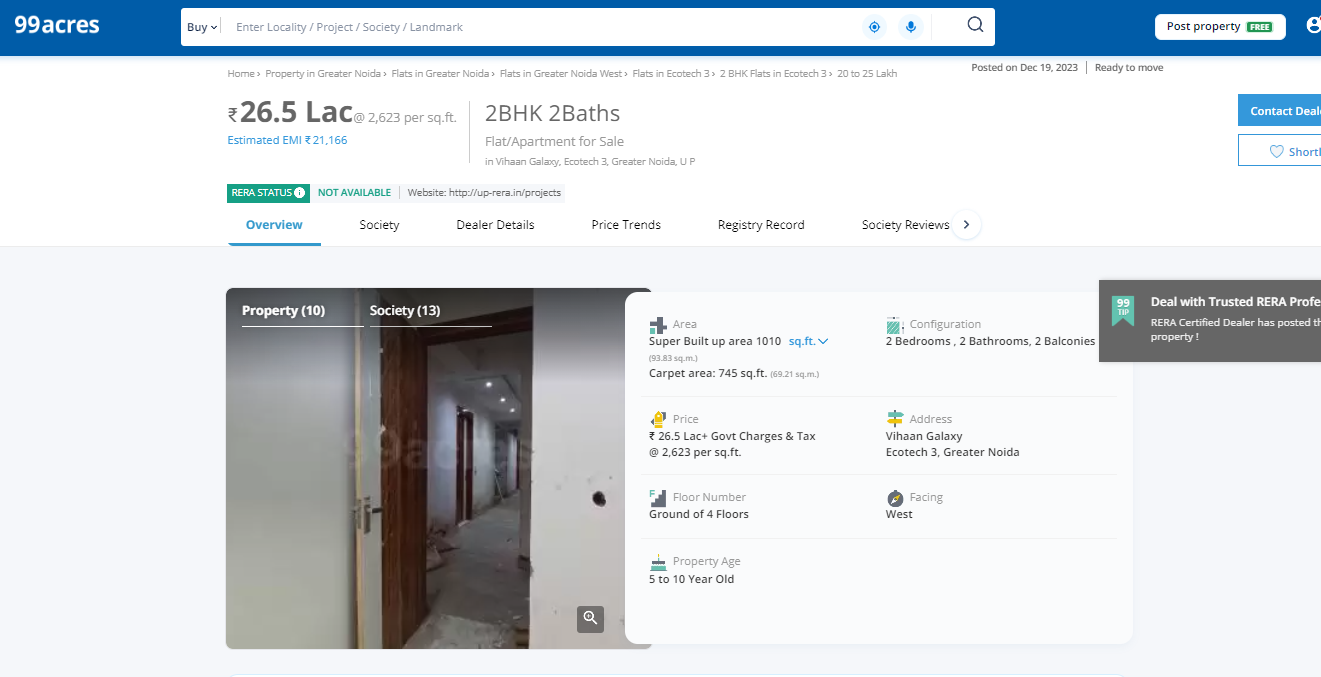 99acres
Buy
Enter Locality / Project / Society / Landmark
Post property FREE
Home › Property in Greater Noida › Flats in Greater Noida › Flats in Greater Noida West › Flats in Ecotech 3 › 2 BHK Flats in Ecotech 3 › 20 to 25 Lakh
Posted on Dec 19, 2023 | Ready to move
₹ 26.5 Lac @ 2,623 per sq.ft.
Estimated EMI ₹ 21,166
2BHK 2Baths
Flat/Apartment for Sale
in Vihaan Galaxy, Ecotech 3, Greater Noida, U P
Contact Deale
Shortl
RERA STATUS NOT AVAILABLE | Website: http://up-rera.in/projects
Overview Society Dealer Details Price Trends Registry Record Society Reviews
Property (10) Society (13)
99acres
Area
Super Built up area 1010 sq.ft.
(93.83 sq.m.)
Carpet area: 745 sq.ft. (69.21 sq.m.)
Configuration
2 Bedrooms , 2 Bathrooms, 2 Balconies
Price
₹ 26.5 Lac+ Govt Charges & Tax
@ 2,623 per sq.ft.
Address
Vihaan Galaxy
Ecotech 3, Greater Noida
Floor Number
Ground of 4 Floors
Facing
West
Property Age
5 to 10 Year Old
99
TIP
Deal with Trusted RERA Profe
RERA Certified Dealer has posted th
property !